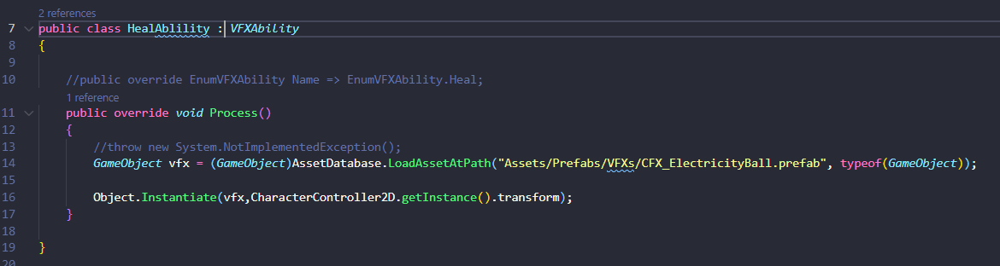 2 references
7 public class HealAblility : VFXAbility
8 {
9
10 //public override EnumVFXAbility Name => EnumVFXAbility.Heal;
1 reference
11 public override void Process()
12 {
13 //throw new System.NotImplementedException();
14 GameObject vfx = (GameObject)AssetDatabase.LoadAssetAtPath("Assets/Prefabs/VFXs/CFX_ElectricityBall.prefab", typeof(GameObject));
15
16 Object.Instantiate(vfx,CharacterController2D.getInstance().transform);
17 }
18
19 }
20